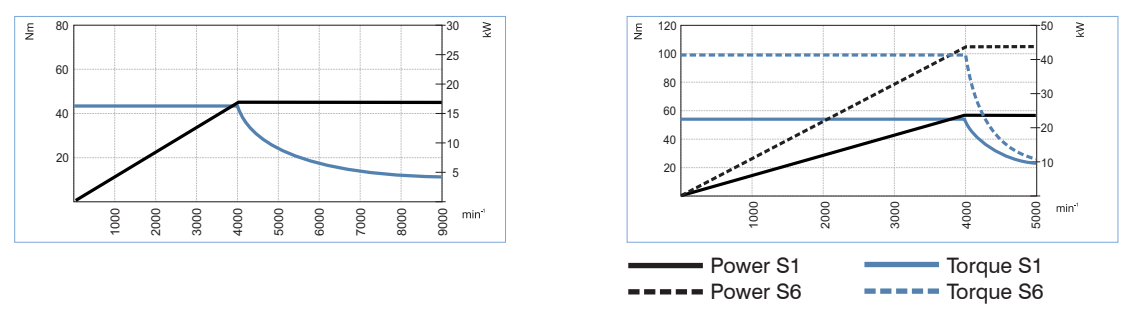 Nm 80 60 40 20
30 25 20 15 10 5 kW
1000 2000 3000 4000 5000 6000 7000 8000 9000 min⁻¹
Nm 120 100 80 60 40 20
50 40 30 20 10 kW
1000 2000 3000 4000 5000 min⁻¹
Power S1 Torque S1
Power S6 Torque S6